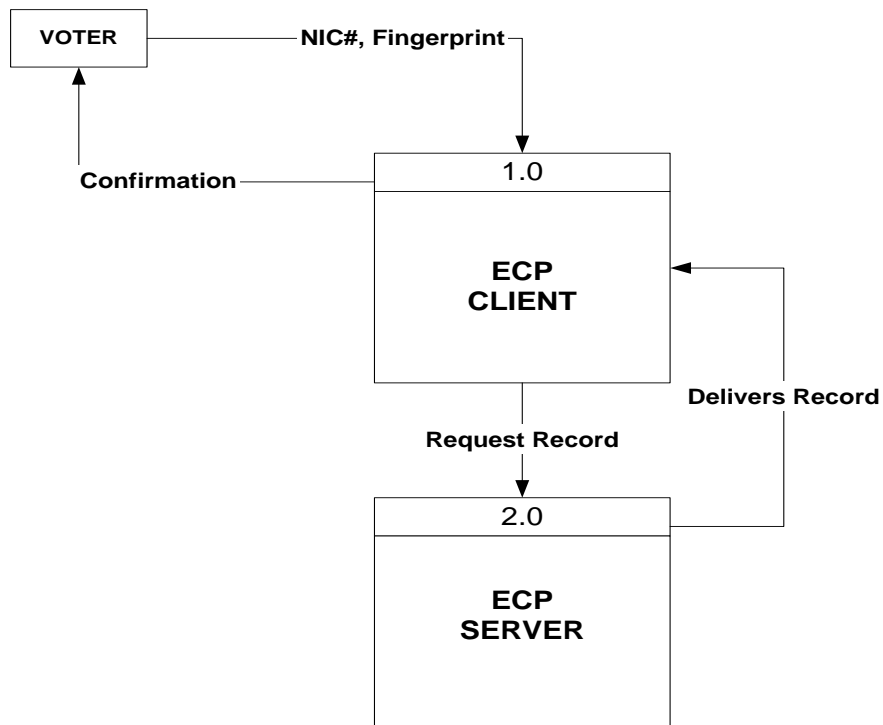 VOTER
NIC#, Fingerprint
Confirmation
1.0
ECP
CLIENT
Delivers Record
Request Record
2.0
ECP
SERVER